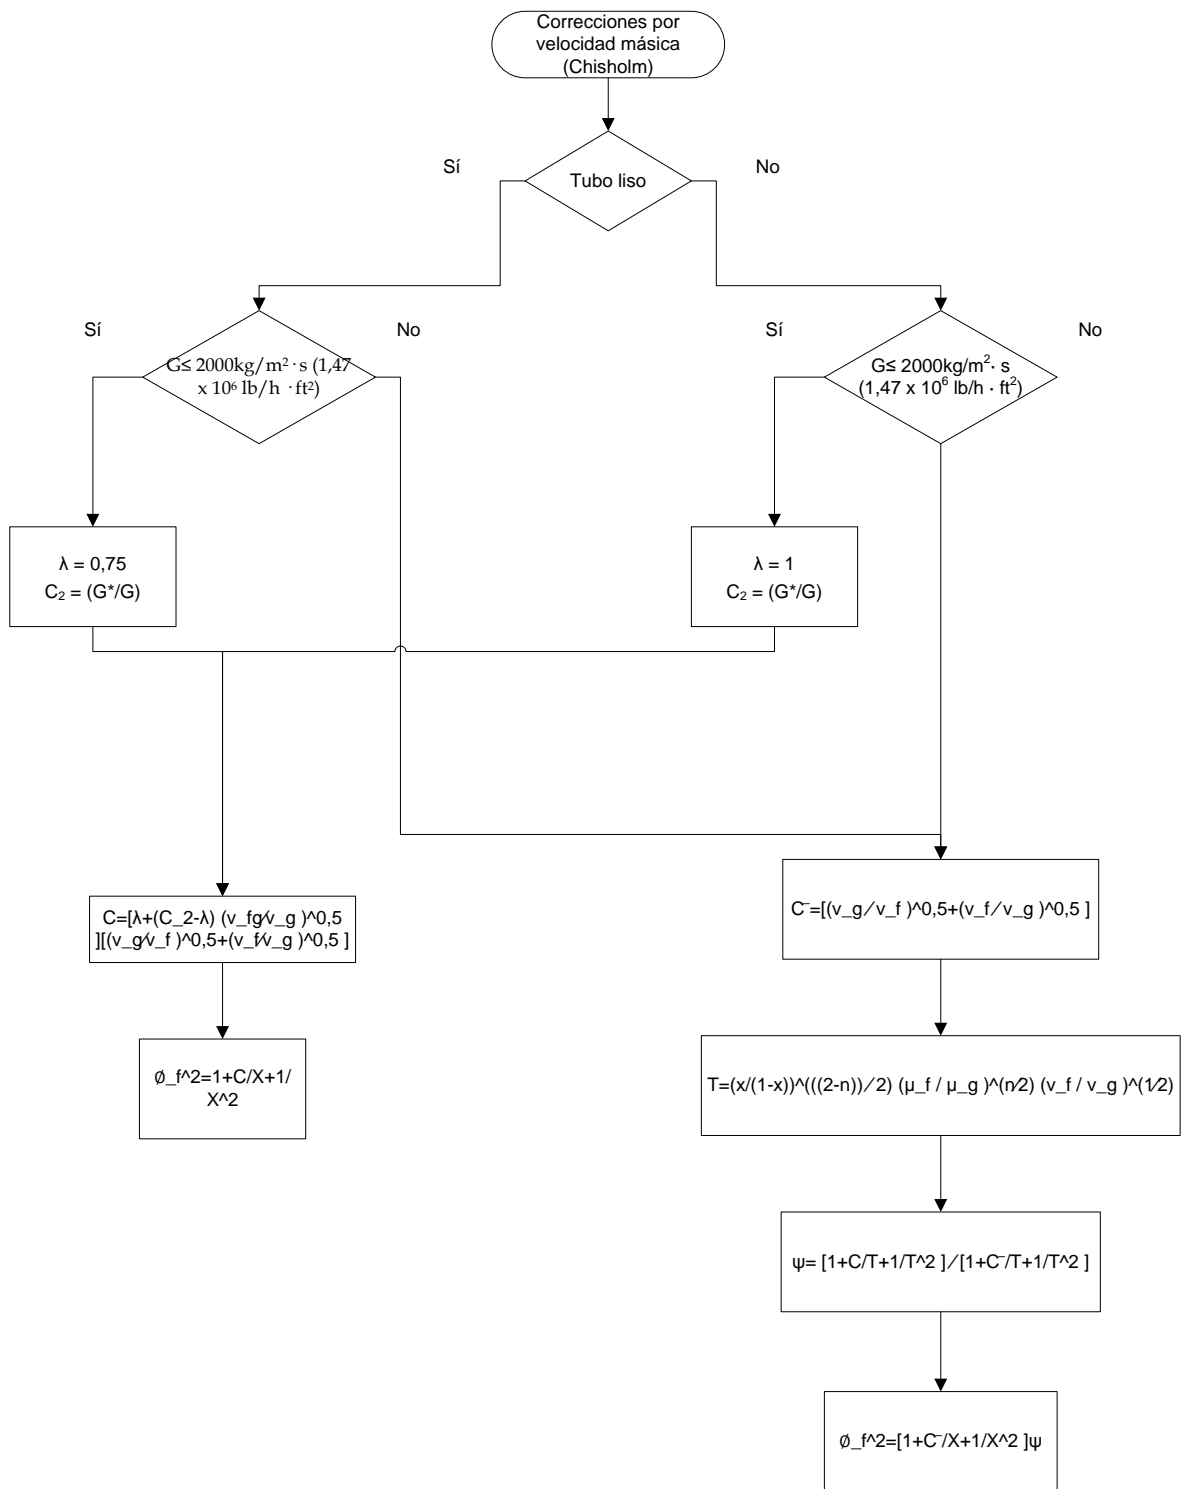 Correcciones por
velocidad másica
(Chisholm)
Sí
No
Tubo liso
Sí
No
Sí
No
G≤ 2000kg/m²· s (1,47
x 10⁶ lb/h · ft²)
G≤ 2000kg/m²· s
(1,47 x 10⁶ lb/h · ft²)
λ = 0,75
C₂ = (G*/G)
λ = 1
C₂ = (G*/G)
C=[λ+(C_2-λ) (v_fg⁄v_g )^0,5
][(v_g⁄v_f )^0,5+(v_f⁄v_g )^0,5 ]
C ̅=[(v_g⁄v_f )^0,5+(v_f⁄v_g )^0,5 ]
Ø_f^2=1+C/X+1/
X^2
T=(x/(1-x))^(((2-n))⁄2) (μ_f / μ_g )^(n⁄2) (v_f / v_g )^(1⁄2)
ψ= [1+C/T+1/T^2 ]⁄[1+C ̅/T+1/T^2 ]
Ø_f^2=[1+C ̅/X+1/X^2 ]ψ